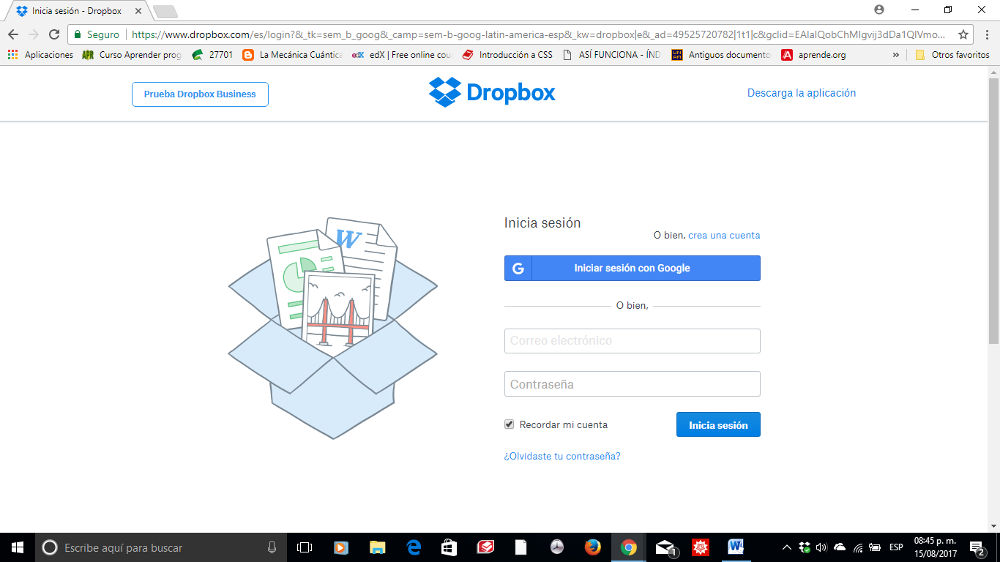 Inicia sesión - Dropbox
Seguro https://www.dropbox.com/es/login?&_tk=sem_b_goog&_camp=sem-b-goog-latin-america-esp&_kw=dropbox|e&_ad=49525720782|1t1|c&gclid=EAIaIQobChMIgvij3dDa1QIVmo...
Aplicaciones Curso Aprender prog 27701 La Mecánica Cuántica edX | Free online cou Introducción a CSS ASÍ FUNCIONA - ÍND Antiguos documento aprende.org » Otros favoritos
Prueba Dropbox Business Dropbox Descarga la aplicación
Inicia sesión
O bien, crea una cuenta
G Iniciar sesión con Google
O bien,
W
Correo electrónico
Contraseña
Recordar mi cuenta Inicia sesión
¿Olvidaste tu contraseña?
Escribe aquí para buscar 1 ESP 08:45 p. m.
15/08/2017 2